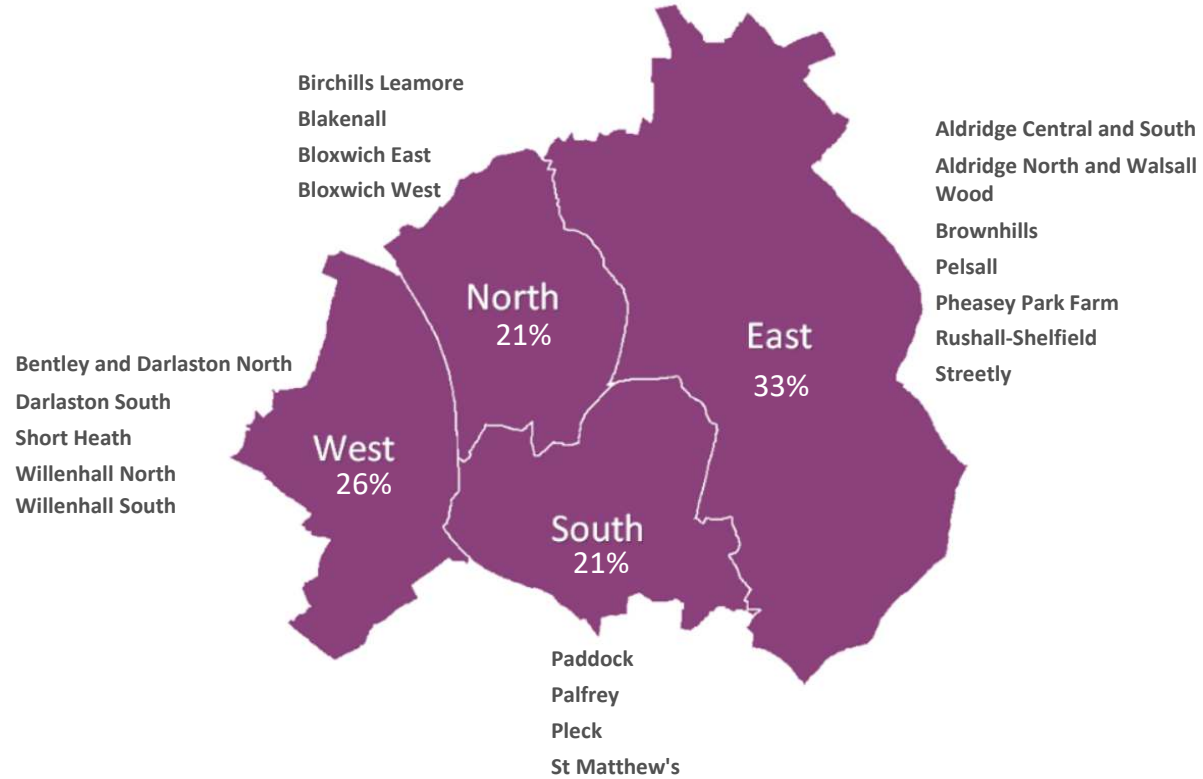 Birchills Leamore
Blakenall
Bloxwich East
Bloxwich West
Aldridge Central and South
Aldridge North and Walsall
Wood
Brownhills
Pelsall
Pheasey Park Farm
Rushall-Shelfield
Streetly
North
21%
East
33%
Bentley and Darlaston North
Darlaston South
Short Heath
Willenhall North
Willenhall South
West
26%
South
21%
Paddock
Palfrey
Pleck
St Matthew's